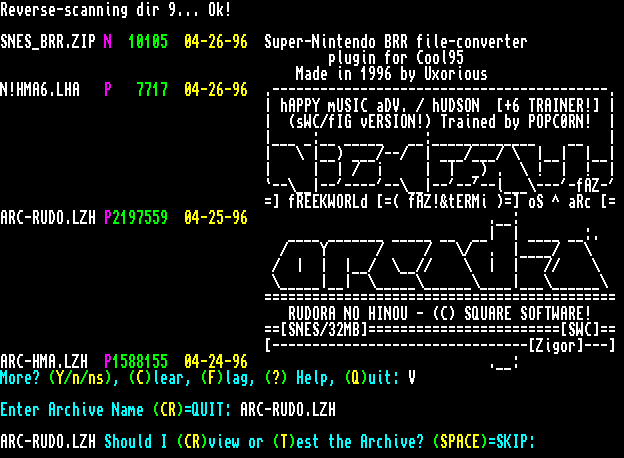 Reverse-scanning dir 9... Ok!
SNES_BRR.ZIP N 10105 04-26-96 Super-Nintendo BRR file-converter
plugin for Cool95
Made in 1996 by Uxorious
N!HMA6.LHA P 7717 04-26-96
hAPPY mUSIC aDV. / hUDSON [+6 TRAINER!]
(sWC/fIG vERSION!) Trained by POPC0RN!
-fAZ-
=] fREEKWORLd [=( fAZ!&tERMi )=] oS ^ aRc [=
ARC-RUDO.LZH P2197559 04-25-96
arcadia
RUDORA NO HINOU - (C) SQUARE SOFTWARE!
==[SNES/32MB]========================[SWC]==
[--------------------------------[Zigor]---]
ARC-HMA.LZH P1588155 04-24-96
More? (Y/n/ns), (C)lear, (F)lag, (?) Help, (Q)uit: V
Enter Archive Name (CR)=QUIT: ARC-RUDO.LZH
ARC-RUDO.LZH Should I (CR)view or (T)est the Archive? (SPACE)=SKIP: